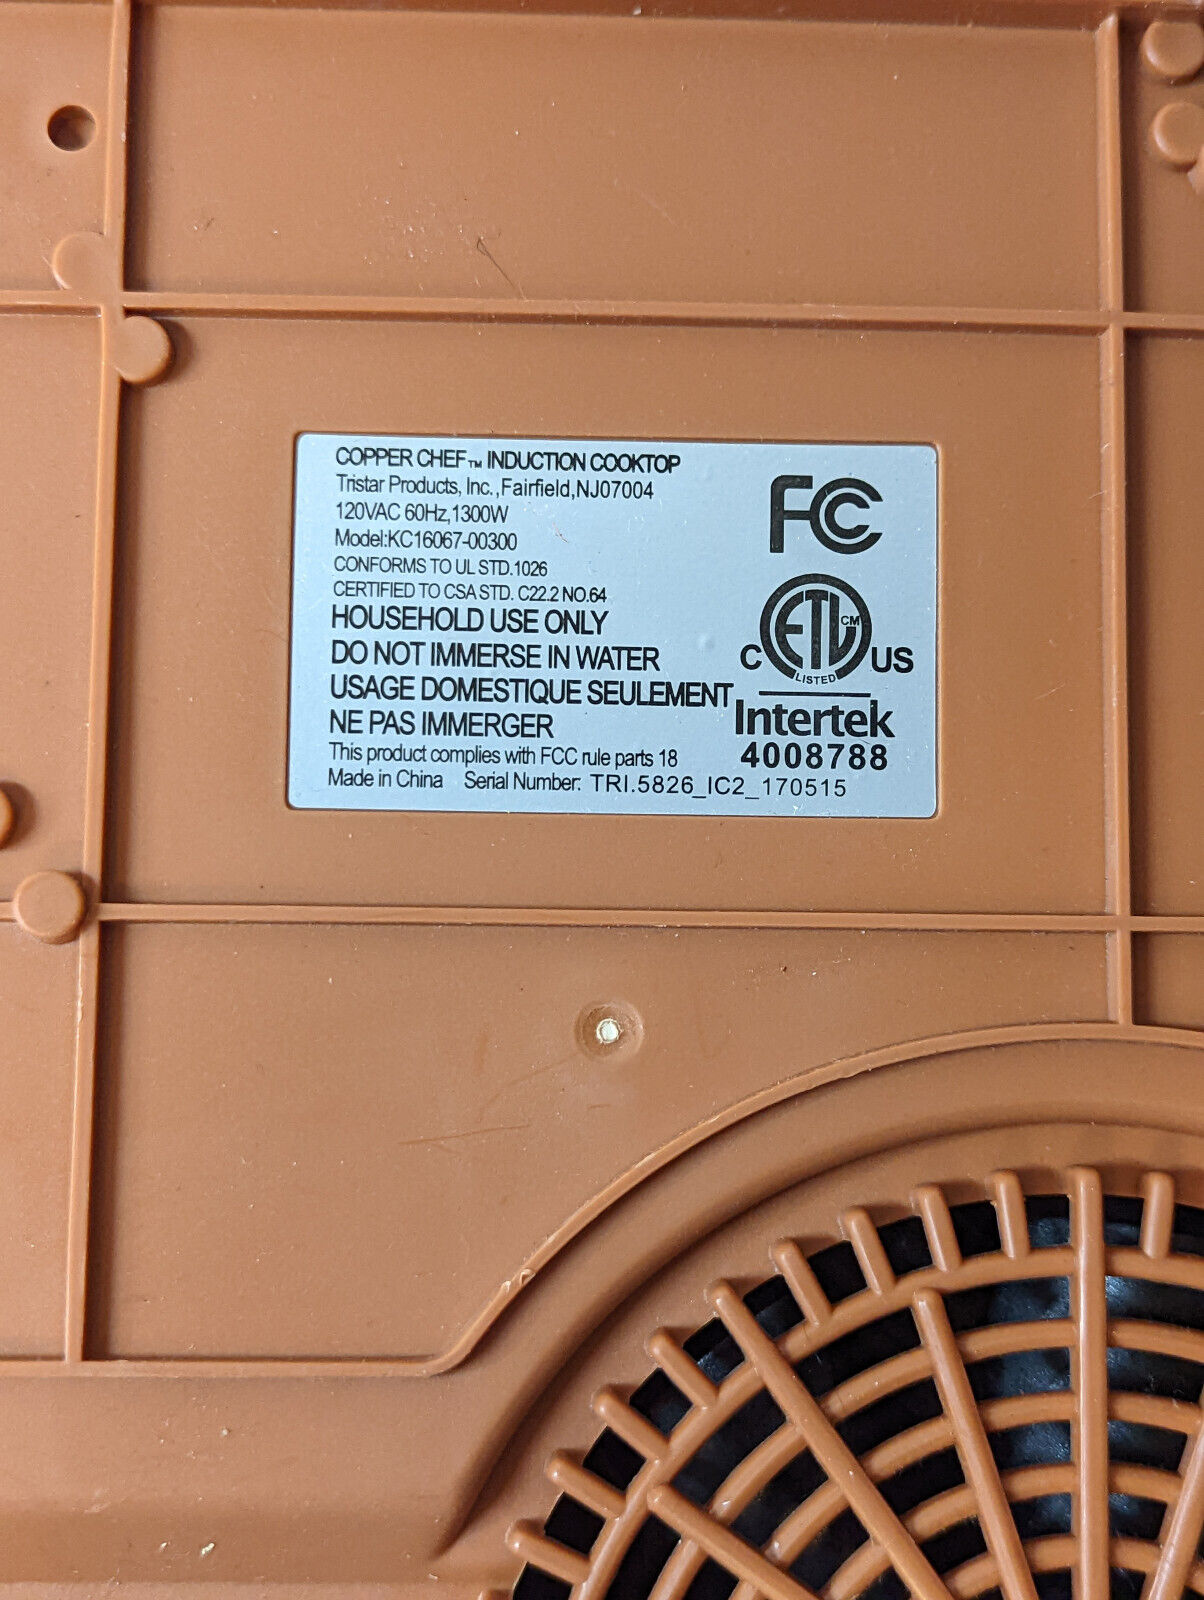 COPPER CHEF™ INDUCTION COOKTOP
Tristar Products, Inc.,Fairfield,NJ07004
120VAC 60Hz,1300W
Model:KC16067-00300
CONFORMS TO UL STD.1026
CERTIFIED TO CSA STD. C22.2 NO.64
HOUSEHOLD USE ONLY
DO NOT IMMERSE IN WATER
USAGE DOMESTIQUE SEULEMENT
NE PAS IMMERGER
This product complies with FCC rule parts 18
Made in China Serial Number: TRI.5826_IC2_170515
FCC
ETL CM
C LISTED US
Intertek
4008788